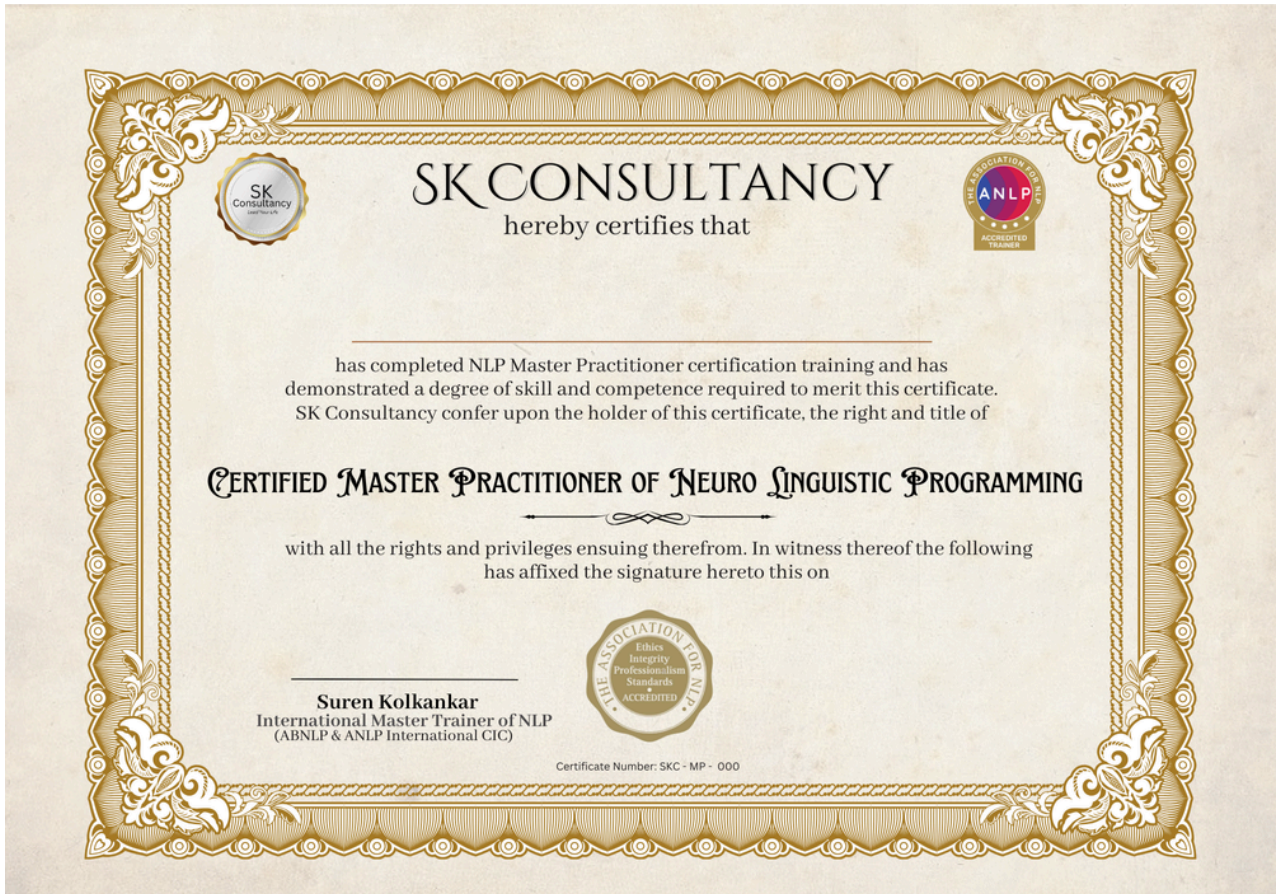 SK CONSULTANCY
hereby certifies that
SK
Consultancy
Lead Your Life
THE ASSOCIATION FOR NLP
ANLP
ACCREDITED
TRAINER
has completed NLP Master Practitioner certification training and has
demonstrated a degree of skill and competence required to merit this certificate.
SK Consultancy confer upon the holder of this certificate, the right and title of
CERTIFIED MASTER PRACTITIONER OF NEURO LINGUISTIC PROGRAMMING
with all the rights and privileges ensuing therefrom. In witness thereof the following
has affixed the signature hereto this on
THE ASSOCIATION FOR NLP
Ethics
Integrity
Professionalism
Standards
ACCREDITED
Suren Kolkankar
International Master Trainer of NLP
(ABNLP & ANLP International CIC)
Certificate Number: SKC - MP - 000